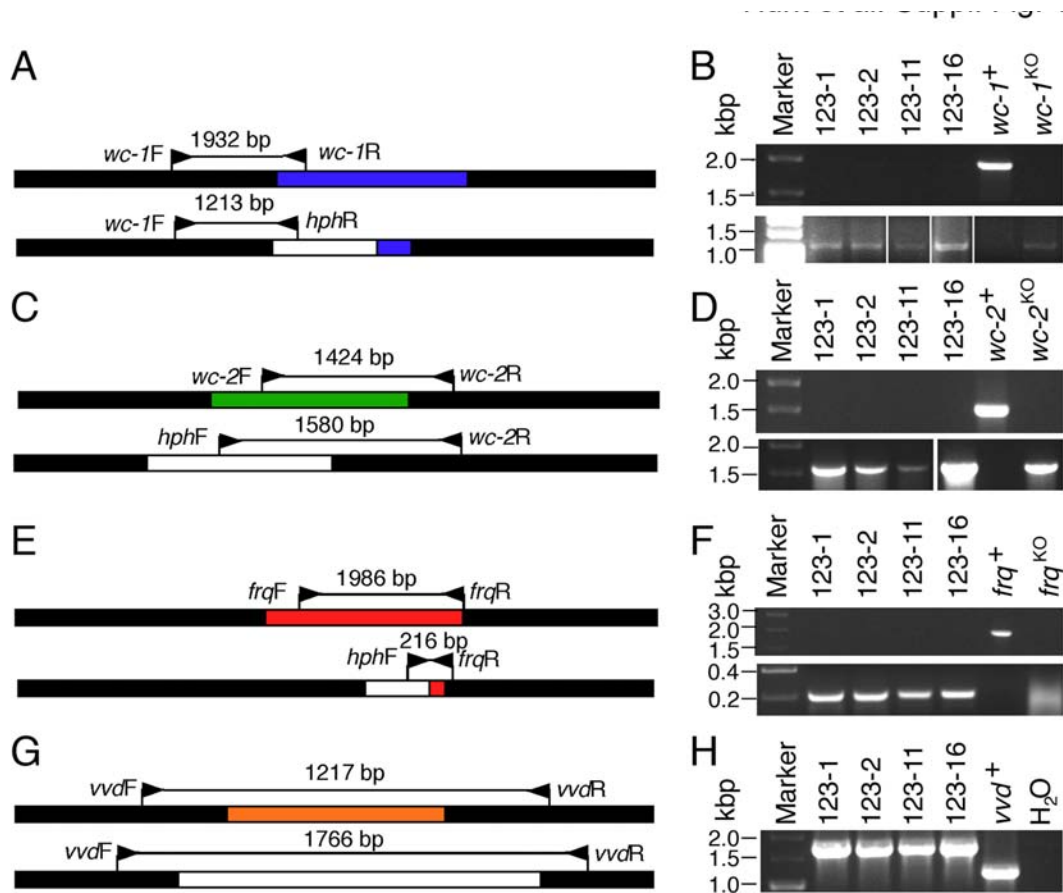 A
1932 bp
wc-1F
wc-1R
1213 bp
wc-1F
hphR
B
kbp
Marker
123-1
123-2
123-11
123-16
wc-1+
wc-1KO
2.0
1.5
1.5
1.0
C
1424 bp
wc-2F
wc-2R
1580 bp
hphF
wc-2R
D
kbp
Marker
123-1
123-2
123-11
123-16
wc-2+
wc-2KO
2.0
1.5
2.0
1.5
E
1986 bp
frqF
frqR
216 bp
hphF
frqR
F
kbp
Marker
123-1
123-2
123-11
123-16
frq+
frqKO
3.0
2.0
1.5
0.4
0.2
G
1217 bp
vvdF
vvdR
1766 bp
vvdF
vvdR
H
kbp
Marker
123-1
123-2
123-11
123-16
vvd+
H2O
2.0
1.5
1.0